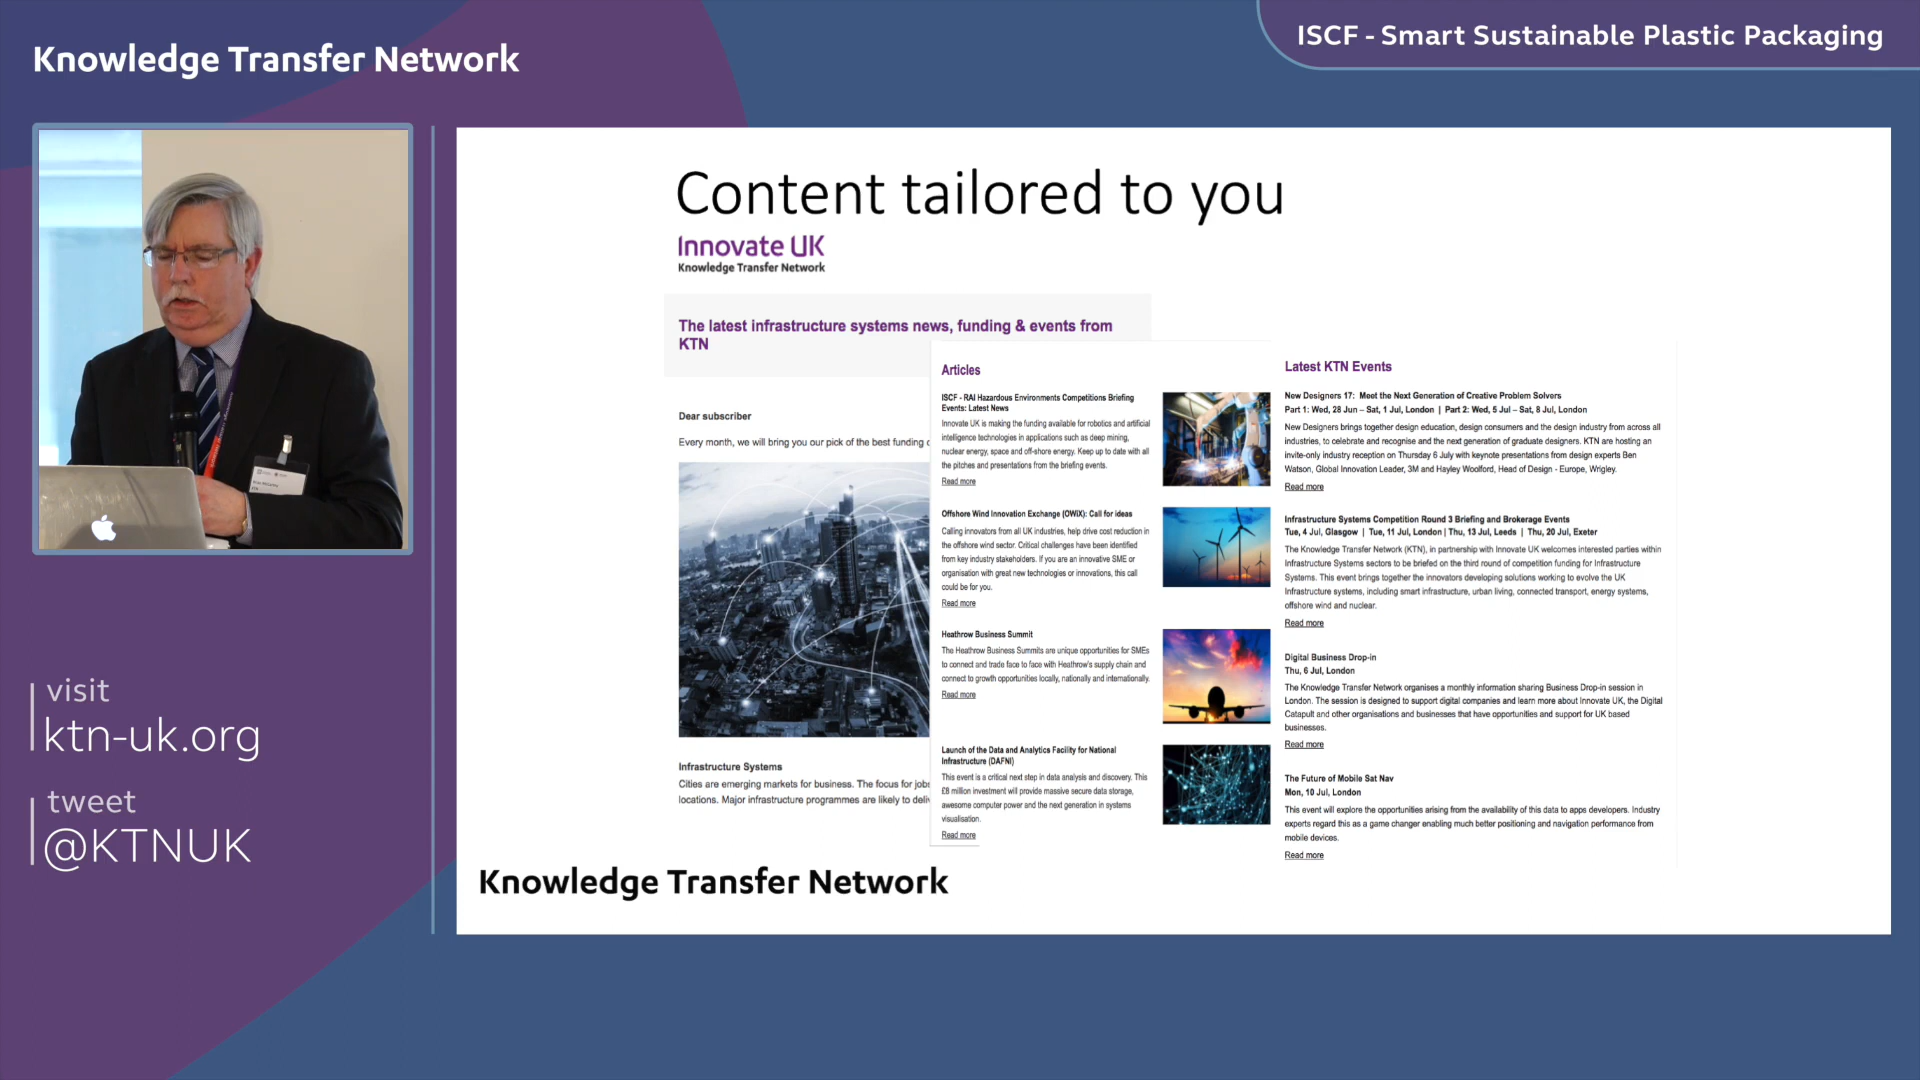 Knowledge Transfer Network
ISCF - Smart Sustainable Plastic Packaging
visit
ktn-uk.org
tweet
@KTNUK
Content tailored to you
Innovate UK
Knowledge Transfer Network
The latest infrastructure systems news, funding & events from
KTN
Dear subscriber
Every month, we will bring you our pick of the best funding
Infrastructure Systems
Cities are emerging markets for business. The focus for jobs
locations. Major infrastructure programmes are likely to
Articles
ISCF - RAI Hazardous Environments Competitions Briefing
Events: Latest News
Innovate UK is making the funding available for robotics and artificial
intelligence technologies in applications such as deep mining,
nuclear energy, space and off-shore energy. Keep up to date with all
the pitches and presentations from the briefing events.
Read more
Offshore Wind Innovation Exchange (OWiX): Call for ideas
Calling innovators from all UK industries, help drive cost reduction in
the offshore wind sector. Critical challenges have been identified
from key industry stakeholders. If you are an innovative SME or
organisation with great new technologies or innovations, this call
could be for you.
Read more
Heathrow Business Summit
The Heathrow Business Summits are unique opportunities for SMEs
to connect and trade face to face with Heathrow's supply chain and
connect to growth opportunities locally, nationally and internationally.
Read more
Launch of the Data and Analytics Facility for National
Infrastructure (DAFNI)
This event is a critical next step in data analysis and discovery. This
£8 million investment will provide massive secure data storage,
awesome computer power and the next generation in systems
visualisation.
Read more
Latest KTN Events
New Designers 17: Meet the Next Generation of Creative Problem Solvers
Part 1: Wed, 28 Jun – Sat, 1 Jul, London | Part 2: Wed, 5 Jul – Sat, 8 Jul, London
New Designers brings together design education, design consumers and the design industry from across all
industries, to celebrate and recognise and the next generation of graduate designers. KTN are hosting an
invite-only industry reception on Thursday 6 July with keynote presentations from design experts Ben
Watson, Global Innovation Leader, 3M and Hayley Woolford, Head of Design - Europe, Wrigley.
Read more
Infrastructure Systems Competition Round 3 Briefing and Brokerage Events
Tue, 4 Jul, Glasgow | Tue, 11 Jul, London | Thu, 13 Jul, Leeds | Thu, 20 Jul, Exeter
The Knowledge Transfer Network (KTN), in partnership with Innovate UK welcomes interested parties within
Infrastructure Systems sectors to be briefed on the third round of competition funding for Infrastructure
Systems. This event brings together the innovators developing solutions working to evolve the UK
Infrastructure systems, including smart infrastructure, urban living, connected transport, energy systems,
offshore wind and nuclear.
Read more
Digital Business Drop-in
Thu, 6 Jul, London
The Knowledge Transfer Network organises a monthly information sharing Business Drop-in session in
London. The session is designed to support digital companies and learn more about Innovate UK, the Digital
Catapult and other organisations and businesses that have opportunities and support for UK based
businesses.
Read more
The Future of Mobile Sat Nav
Mon, 10 Jul, London
This event will explore the opportunities arising from the availability of this data to apps developers. Industry
experts regard this as a game changer enabling much better positioning and navigation performance from
mobile devices.
Read more
Knowledge Transfer Network